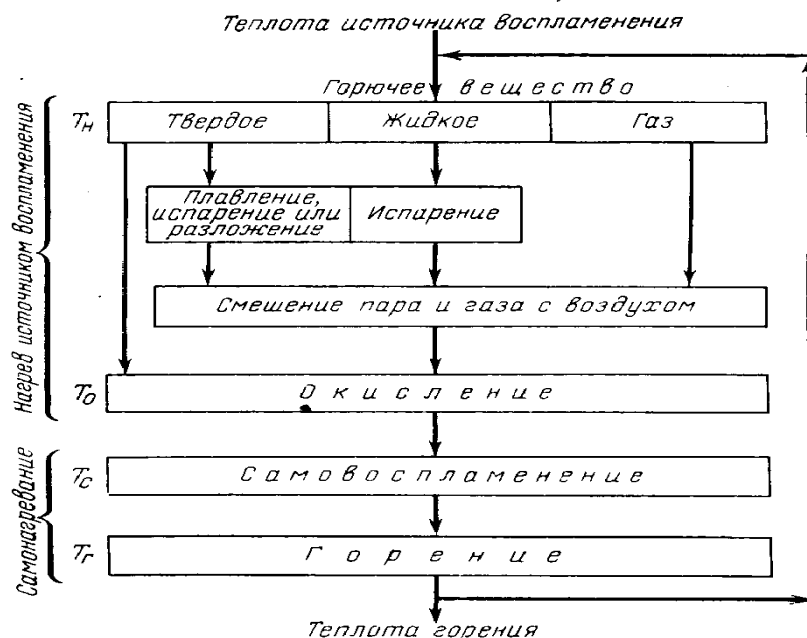 Теплота источника воспламенения
Горючее вещество
Нагрев источником воспламенения
Tн
Твердое
Жидкое
Газ
Плавление,
испарение или
разложение
Испарение
Смешение пара и газа с воздухом
Tо
Окисление
Самонагревание
Tс
Самовоспламенение
Tг
Горение
Теплота горения